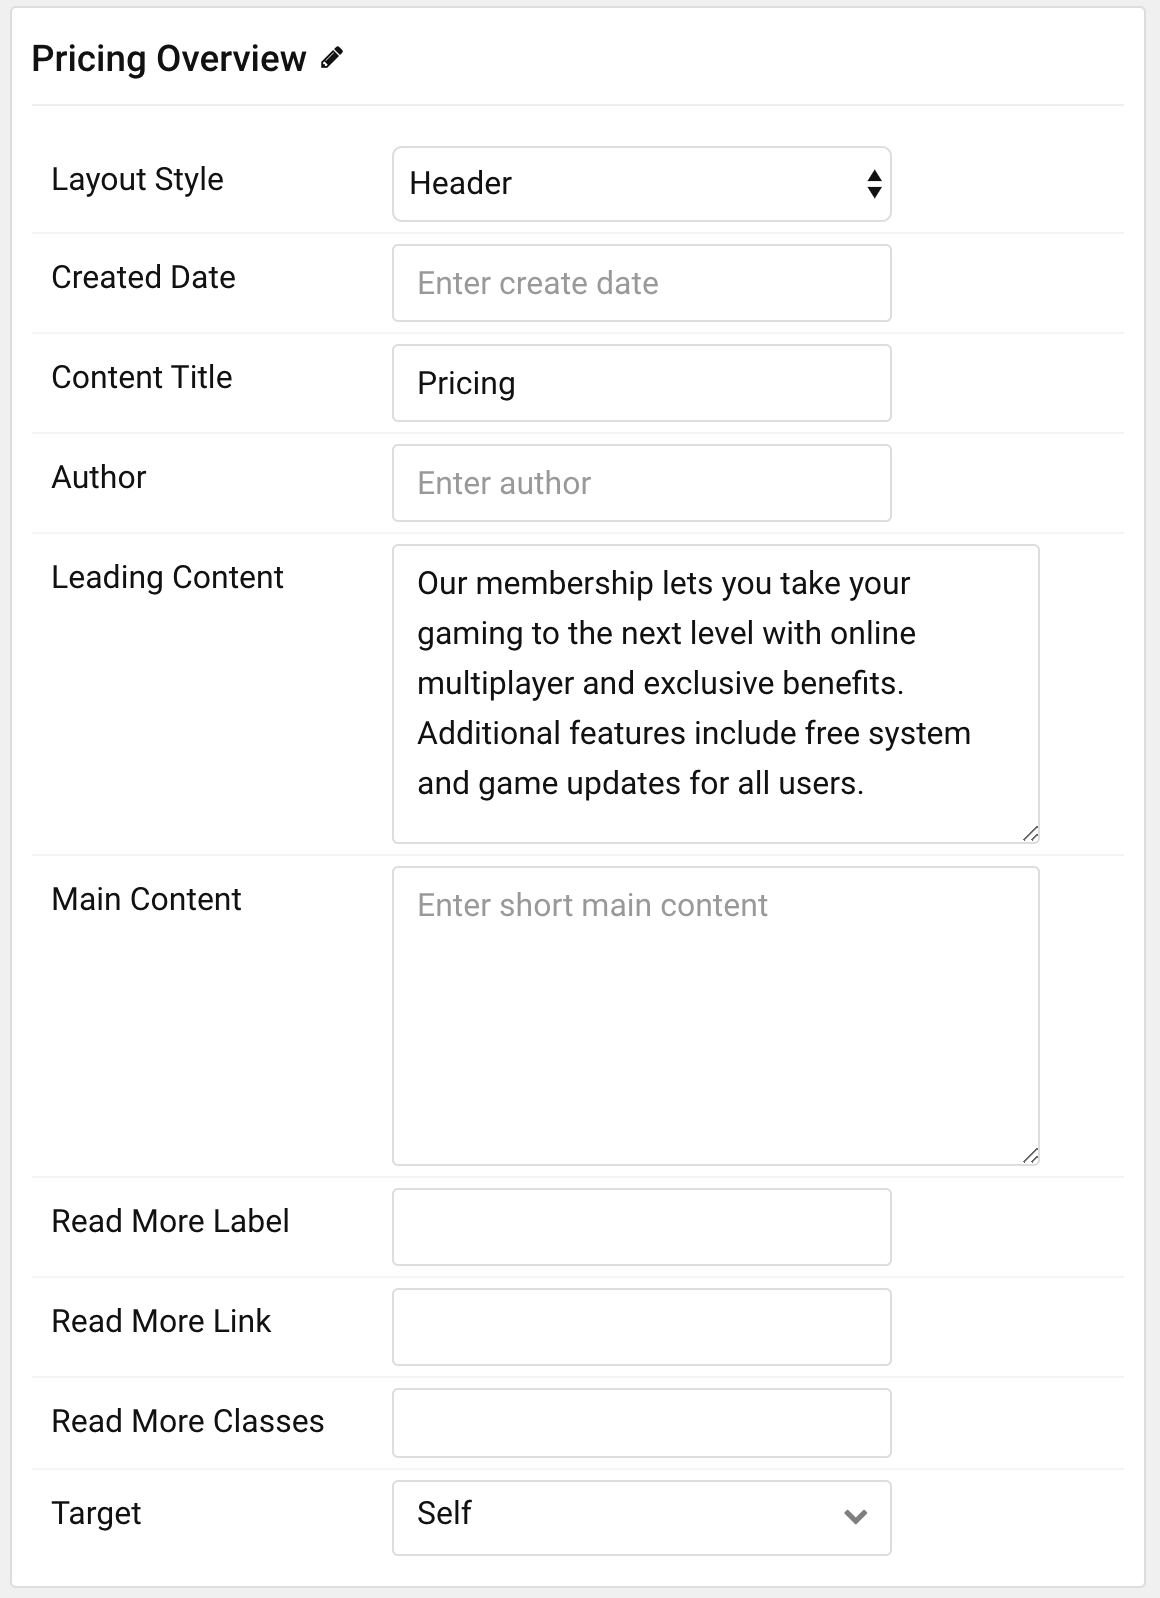 Pricing Overview
Layout Style
Header
Created Date
Enter create date
Content Title
Pricing
Author
Enter author
Leading Content
Our membership lets you take your
gaming to the next level with online
multiplayer and exclusive benefits.
Additional features include free system
and game updates for all users.
Main Content
Enter short main content
Read More Label
Read More Link
Read More Classes
Target
Self